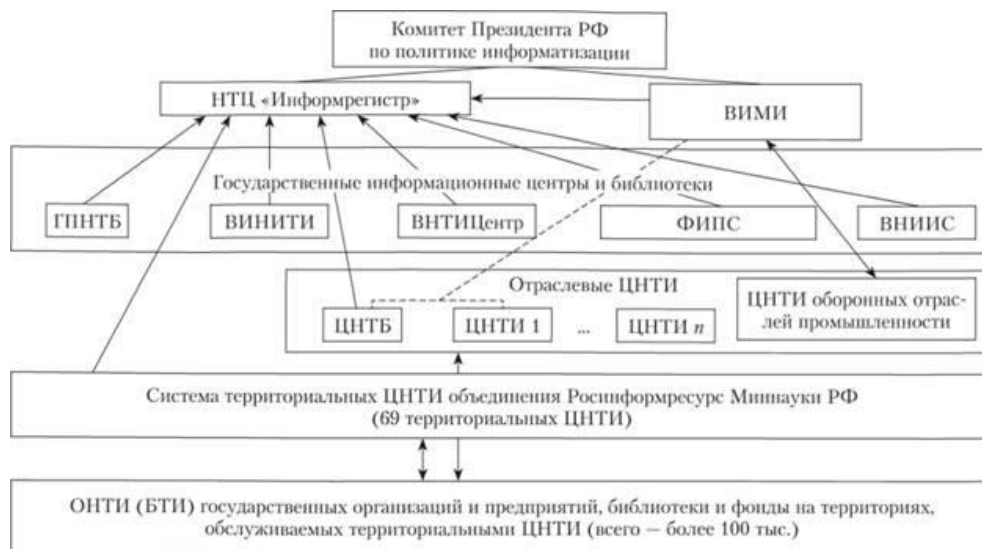 Комитет Президента РФ
по политике информатизации
НТЦ «Информрегистр»
ВИМИ
Государственные информационные центры и библиотеки
ГПНТБ
ВИНИТИ
ВНТИЦентр
ФИПС
ВНИИС
Отраслевые ЦНТИ
ЦНТБ
ЦНТИ 1
...
ЦНТИ n
ЦНТИ оборонных отрас-
лей промышленности
Система территориальных ЦНТИ объединения Росинформресурс Миннауки РФ
(69 территориальных ЦНТИ)
ОНТИ (БТИ) государственных организаций и предприятий, библиотеки и фонды на территориях,
обслуживаемых территориальными ЦНТИ (всего — более 100 тыс.)